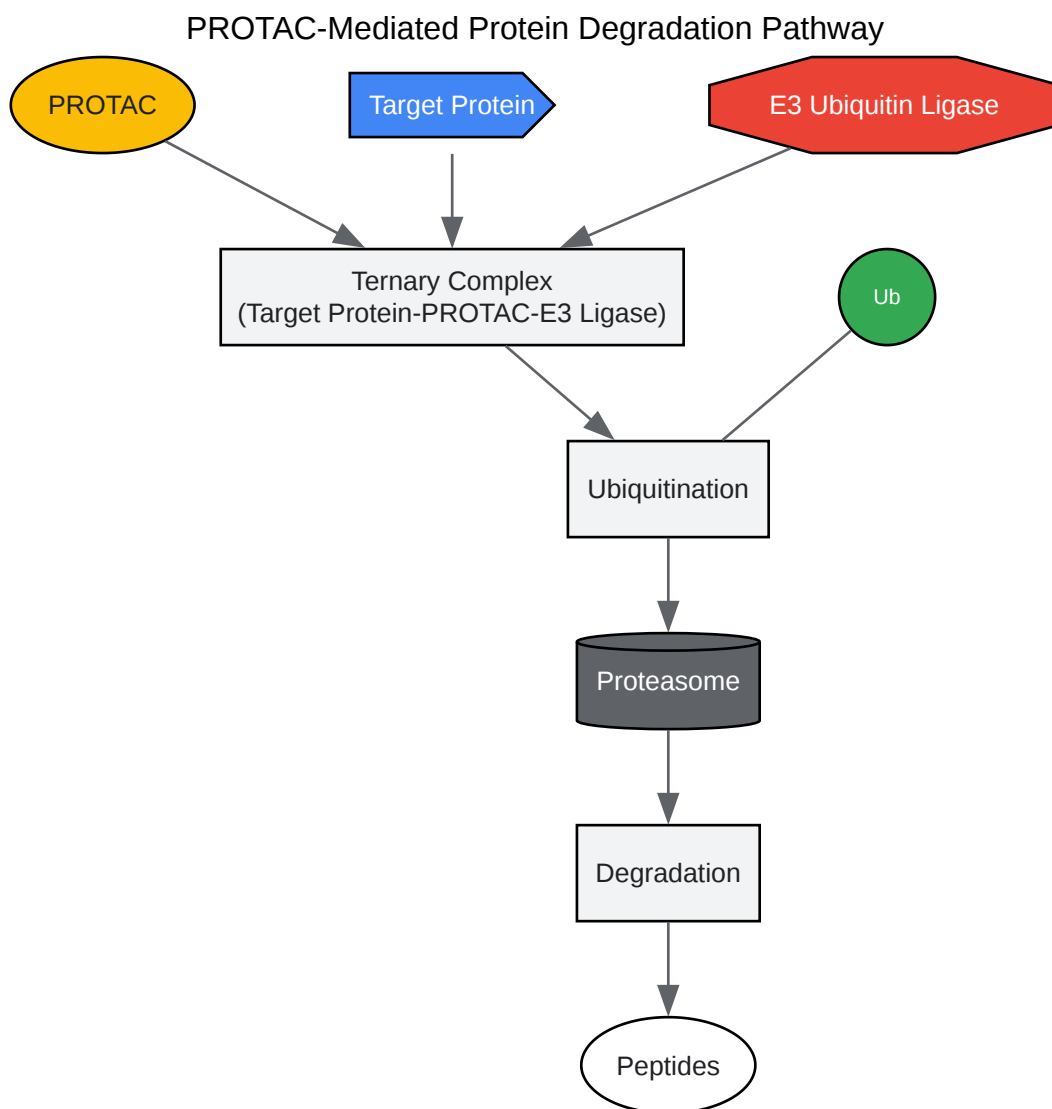 PROTAC-Mediated Protein Degradation Pathway
PROTAC
Target Protein
E3 Ubiquitin Ligase
Ternary Complex
(Target Protein-PROTAC-E3 Ligase)
Ub
Ubiquitination
Proteasome
Degradation
Peptides